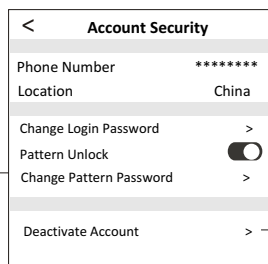 < Account Security
Phone Number ********
Location China
Change Login Password >
Pattern Unlock
Change Pattern Password >
Deactivate Account >